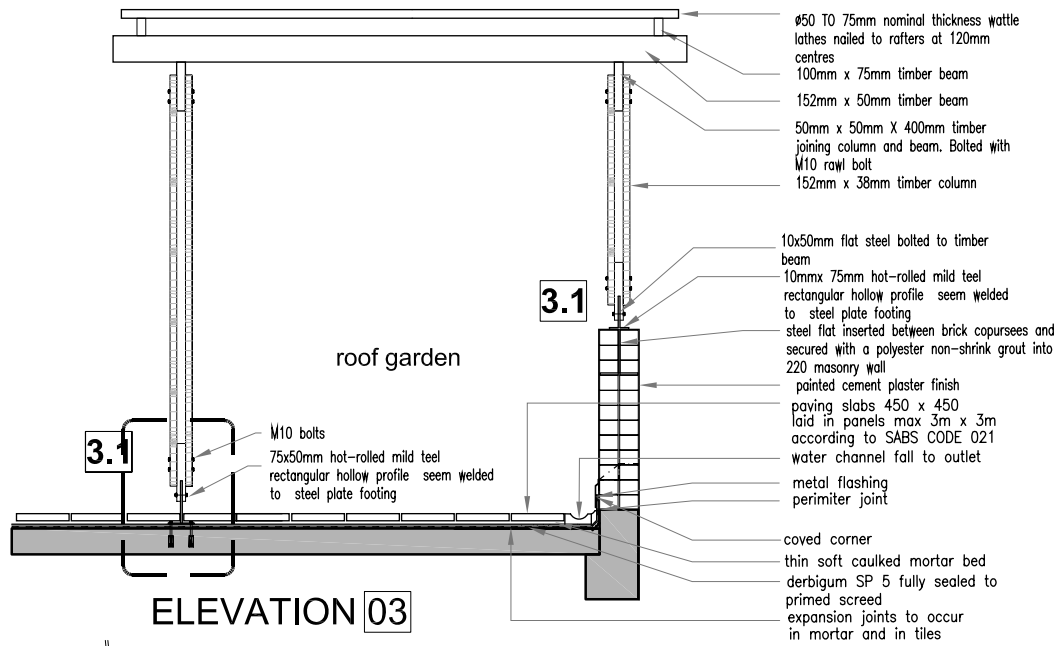 ø50 TO 75mm nominal thickness wattle
lathes nailed to rafters at 120mm
centres
100mm x 75mm timber beam
152mm x 50mm timber beam
50mm x 50mm X 400mm timber
joining column and beam. Bolted with
M10 rawl bolt
152mm x 38mm timber column
10x50mm flat steel bolted to timber
beam
3.1
10mmx 75mm hot-rolled mild teel
rectangular hollow profile seem welded
to steel plate footing
steel flat inserted between brick copurses and
secured with a polyester non-shrink grout into
220 masonry wall
roof garden
painted cement plaster finish
paving slabs 450 x 450
laid in panels max 3m x 3m
according to SABS CODE 021
water channel fall to outlet
M10 bolts
3.1
75x50mm hot-rolled mild teel
rectangular hollow profile seem welded
to steel plate footing
metal flashing
perimiter joint
coved corner
thin soft caulked mortar bed
derbigum SP 5 fully sealed to
primed screed
expansion joints to occur
in mortar and in tiles
ELEVATION 03